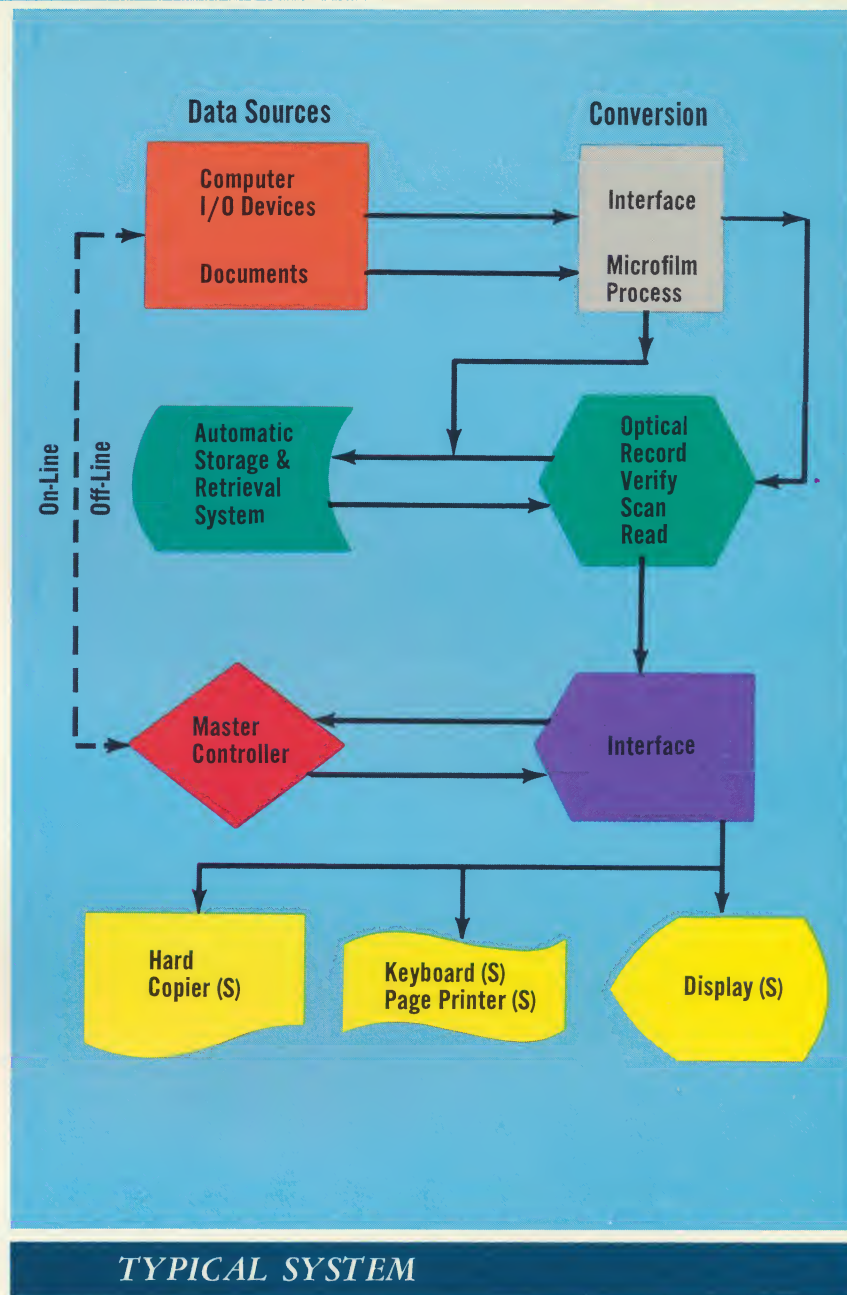 Data Sources
Conversion
Computer
I/O Devices
Documents
Interface
Microfilm
Process
On-Line
Off-Line
Automatic
Storage &
Retrieval
System
Optical
Record
Verify
Scan
Read
Master
Controller
Interface
Hard
Copier (S)
Keyboard (S)
Page Printer (S)
Display (S)
TYPICAL SYSTEM